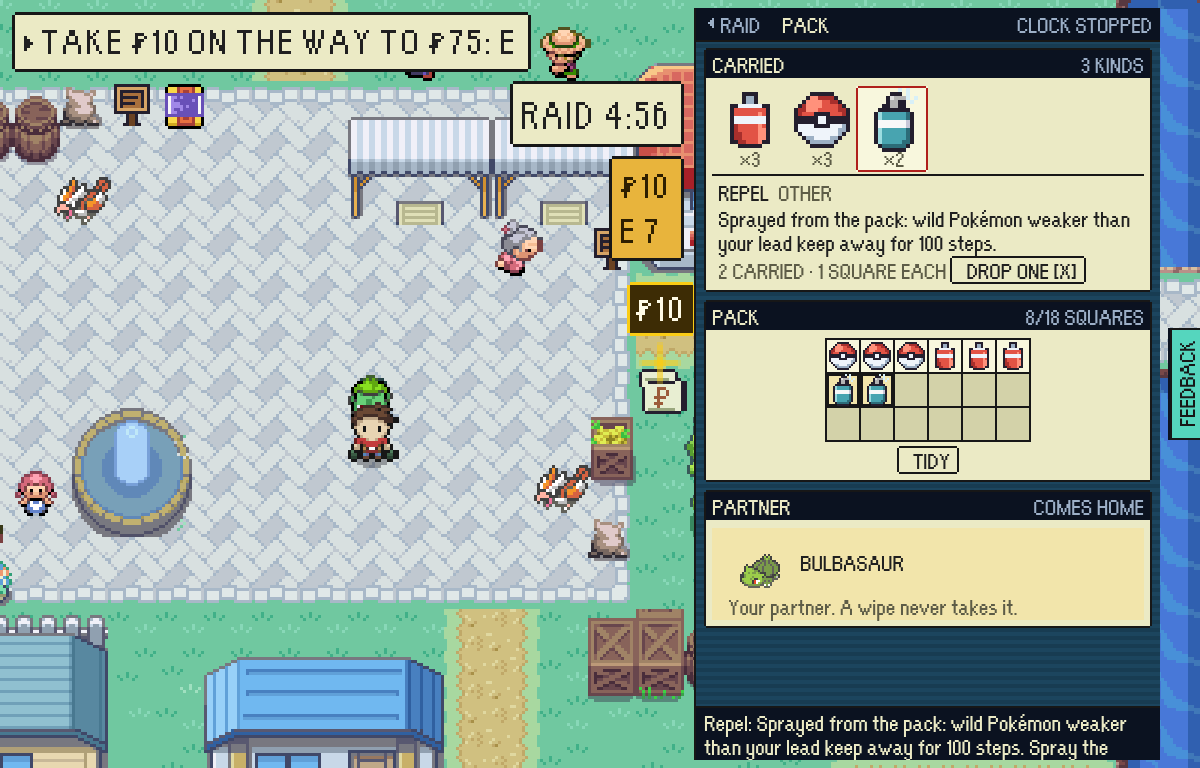 TAKE ₽10 ON THE WAY TO ₽75: E
RAID 4:56
₽10
E 7
₽10
₽
RAID PACK CLOCK STOPPED
CARRIED 3 KINDS
×3 ×3 ×2
REPEL OTHER
Sprayed from the pack: wild Pokémon weaker than
your lead keep away for 100 steps.
2 CARRIED · 1 SQUARE EACH DROP ONE [X]
PACK 8/18 SQUARES
TIDY
PARTNER COMES HOME
BULBASAUR
Your partner. A wipe never takes it.
Repel: Sprayed from the pack: wild Pokémon weaker
than your lead keep away for 100 steps. Spray the
FEEDBACK